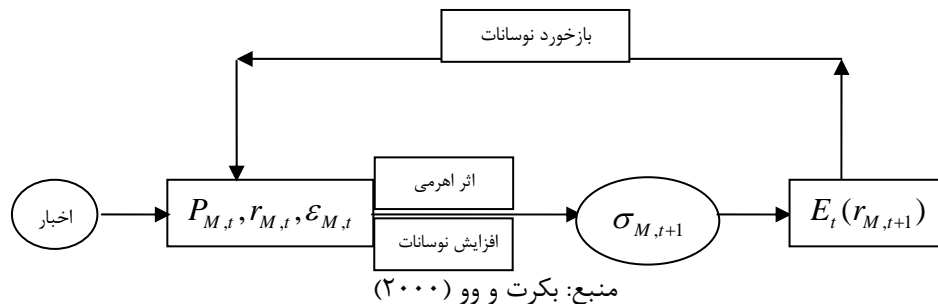 بازخورد نوسانات
اثر اهرمی
اخبار
P_{M,t}, r_{M,t}, ε_{M,t}
σ_{M,t+1}
E_t(r_{M,t+1})
افزایش نوسانات
منبع: بکرت و وو (۲۰۰۰)